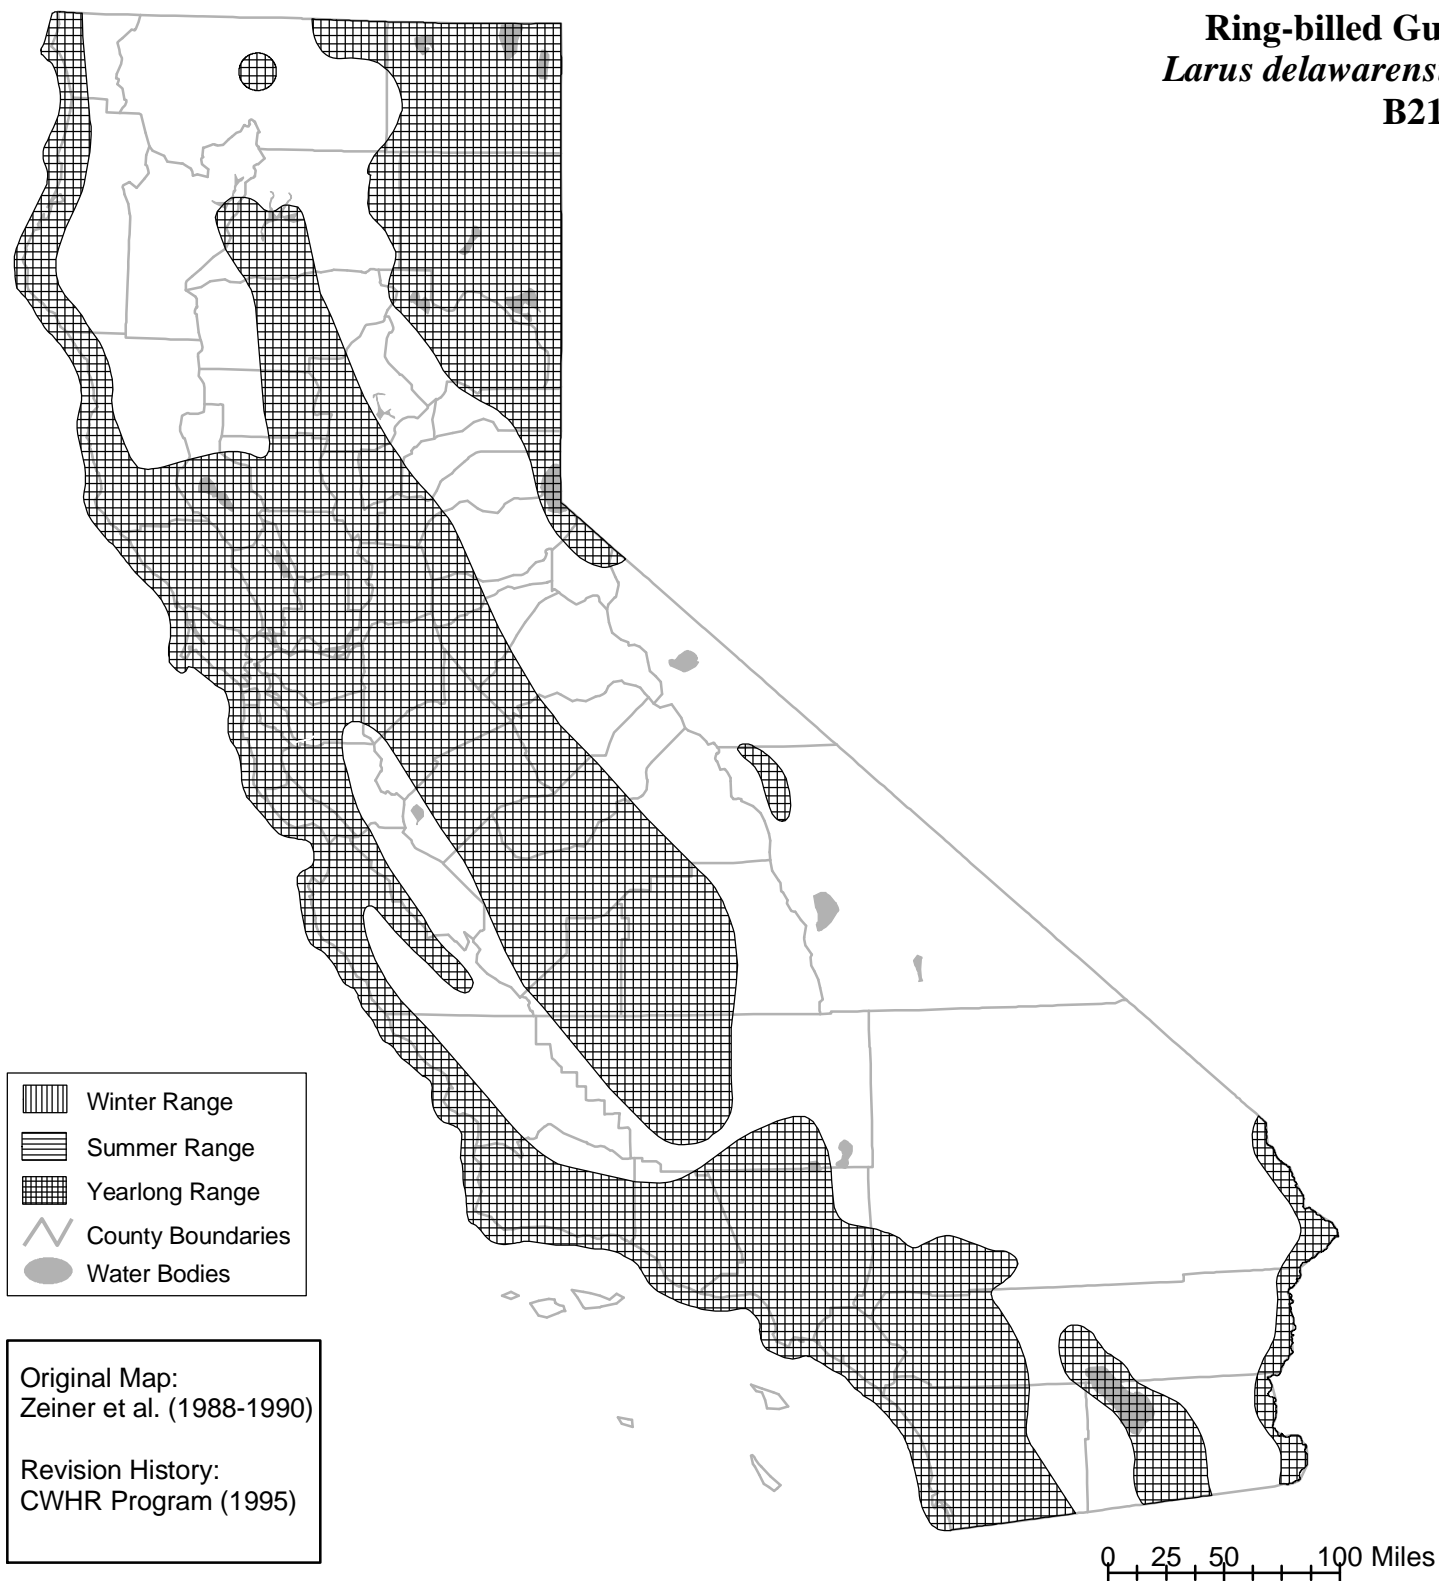 Ring-billed Gu
Larus delawarens
B21
Winter Range
Summer Range
Yearlong Range
County Boundaries
Water Bodies
Original Map:
Zeiner et al. (1988-1990)
Revision History:
CWHR Program (1995)
0 25 50 100 Miles